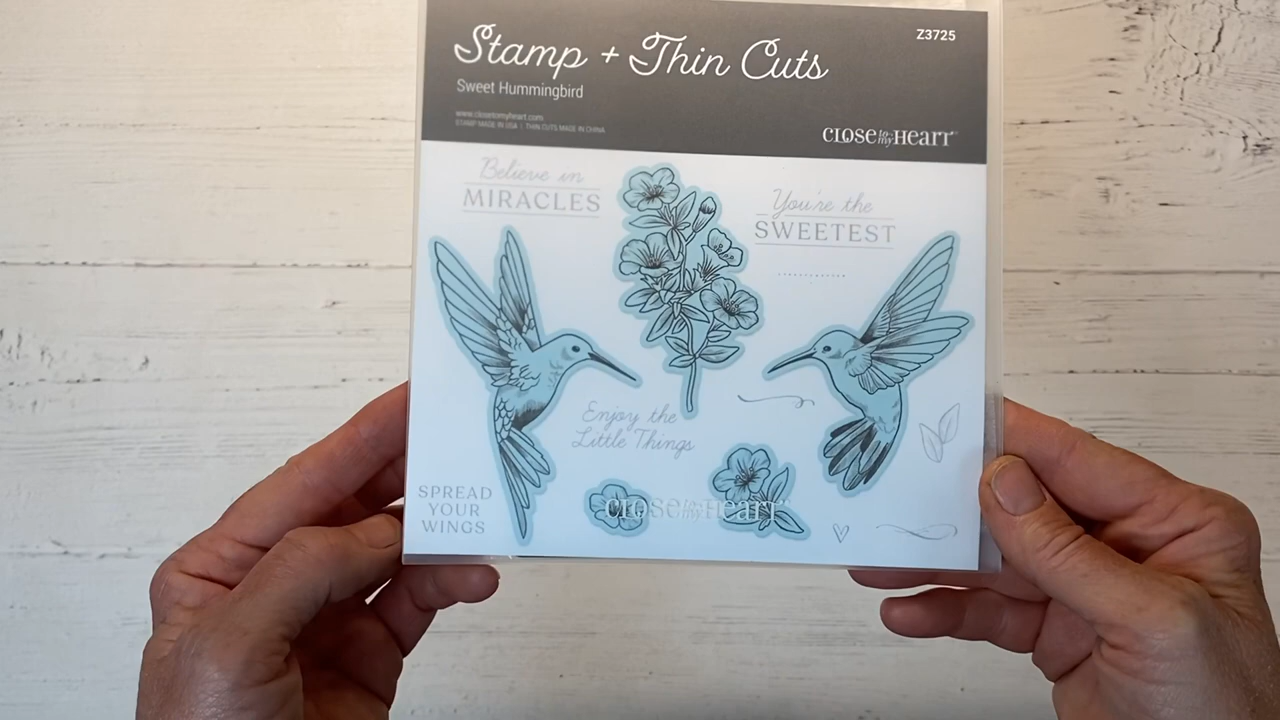 Stamp + Thin Cuts
Z3725
Sweet Hummingbird
www.closetomyheart.com
STAMP MADE IN USA | THIN CUTS MADE IN CHINA
CLOSE to my HEART™
Believe in
MIRACLES
You're the
SWEETEST
Enjoy the
Little Things
SPREAD
YOUR
WINGS
CLOSE to my HEART